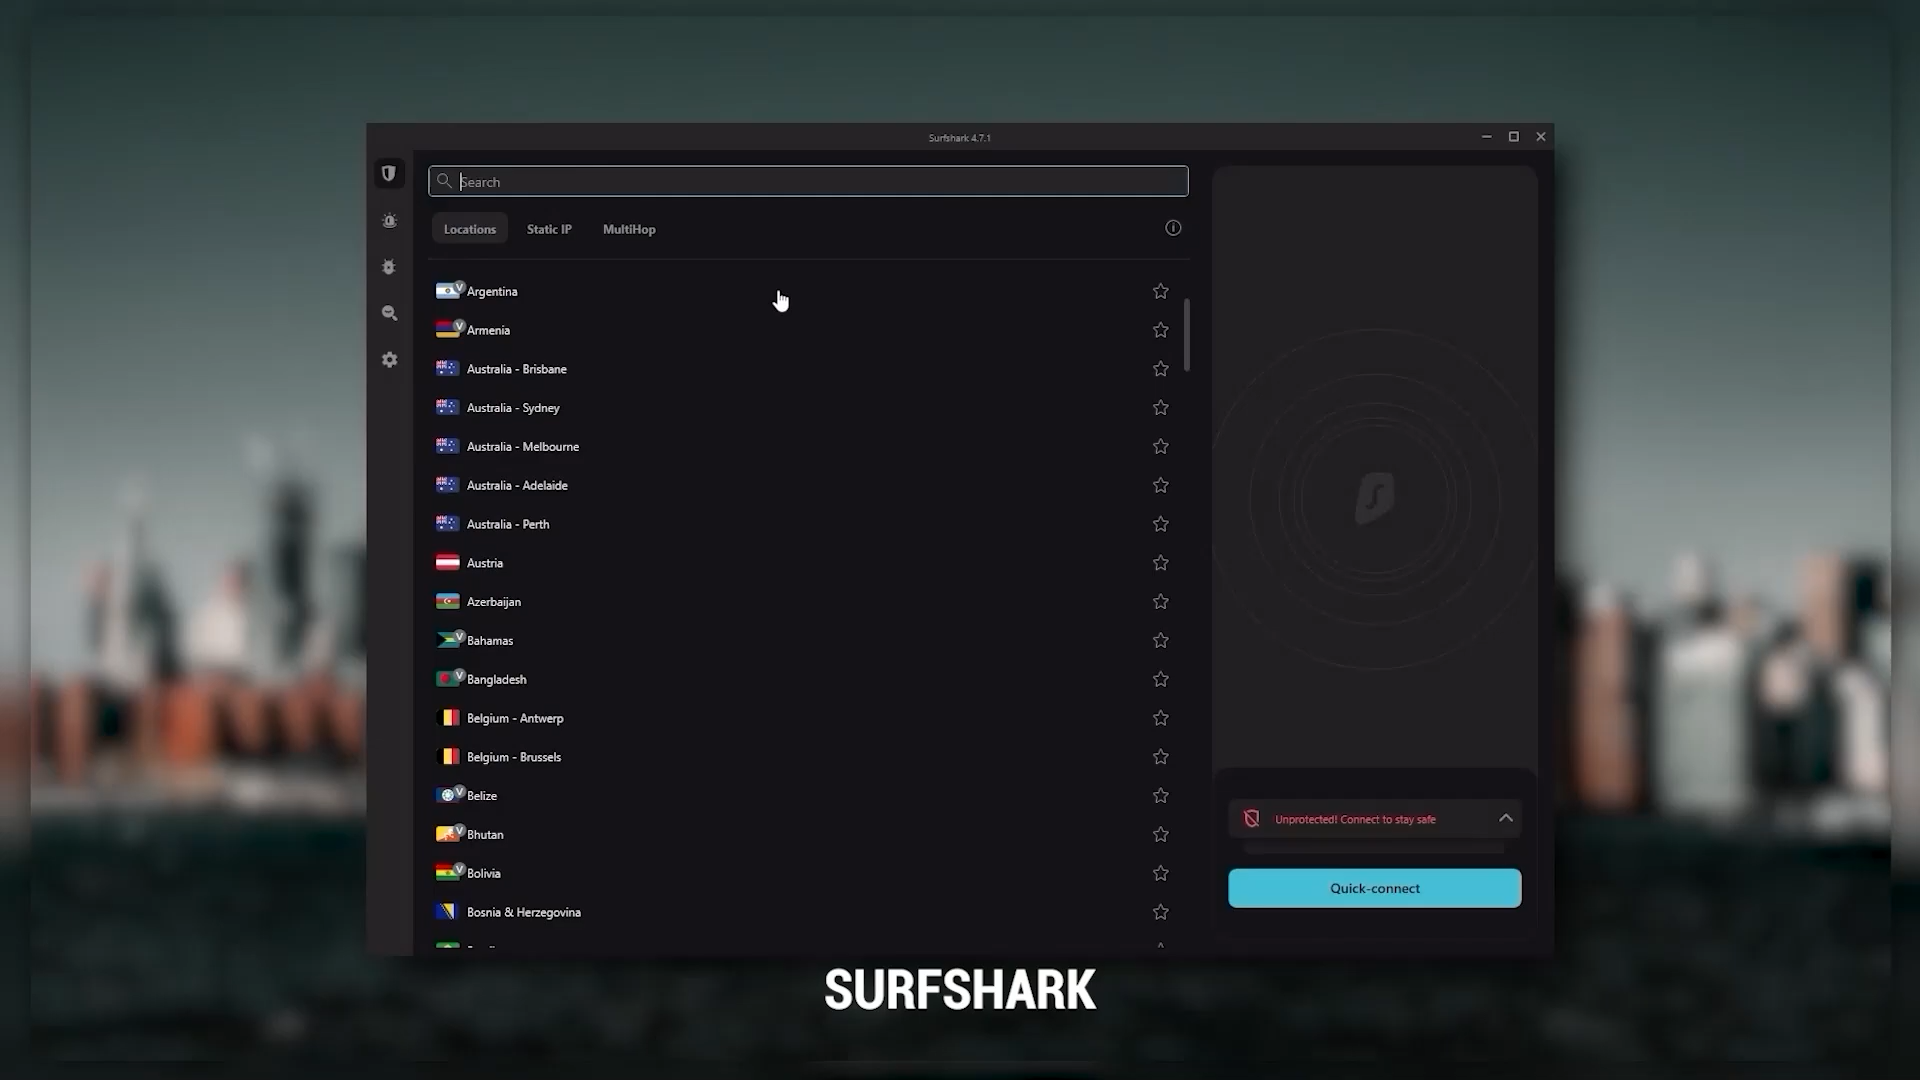 Surfshark 4.7.1
Search
Locations
Static IP
MultiHop
V Argentina
V Armenia
Australia - Brisbane
Australia - Sydney
Australia - Melbourne
Australia - Adelaide
Australia - Perth
Austria
Azerbaijan
V Bahamas
V Bangladesh
Belgium - Antwerp
Belgium - Brussels
V Belize
V Bhutan
V Bolivia
Bosnia & Herzegovina
Unprotected! Connect to stay safe
Quick-connect
SURFSHARK